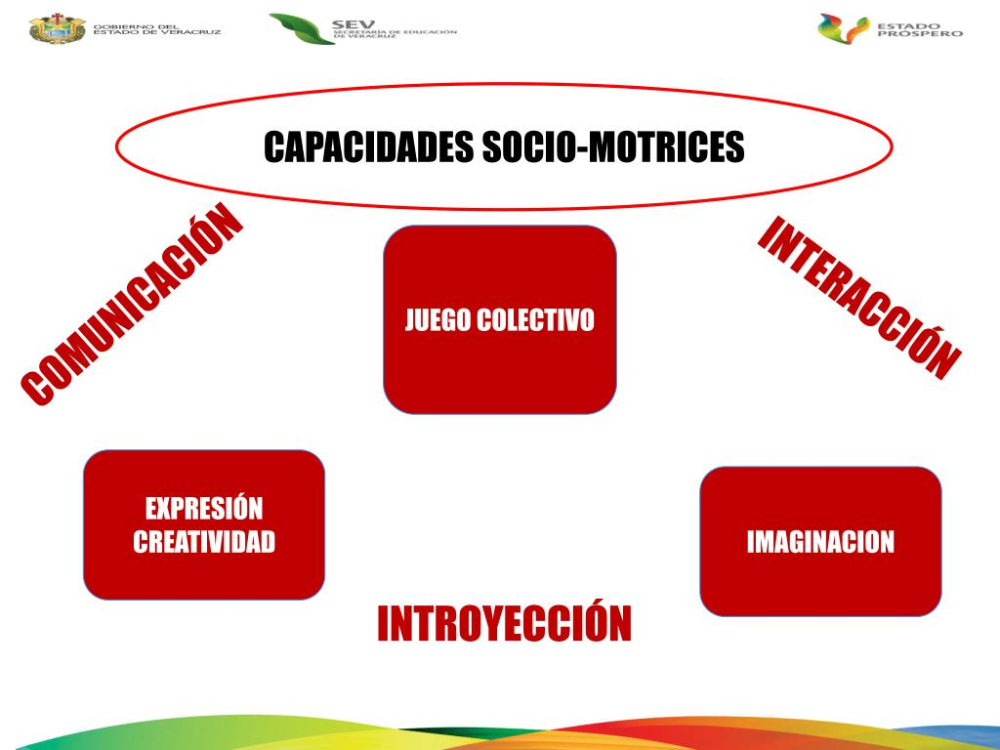 GOBIERNO DEL
ESTADO DE VERACRUZ
SEV
SECRETARÍA DE EDUCACIÓN
DE VERACRUZ
ESTADO
PRÓSPERO
CAPACIDADES SOCIO-MOTRICES
COMUNICACIÓN
INTERACCIÓN
JUEGO COLECTIVO
EXPRESIÓN
CREATIVIDAD
IMAGINACION
INTROYECCIÓN